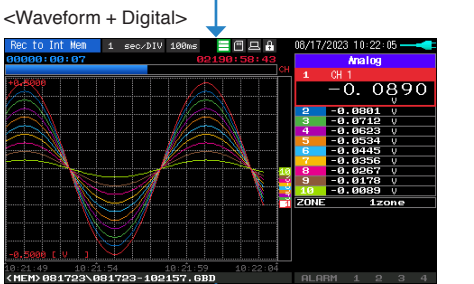 <Waveform + Digital>
Rec to Int Mem 1 sec/DIV 100ms 08/17/2023 10:22:05
00000:00:07 02190:58:43 CH Analog
+0.5000 1 CH 1
-0.0890
V
2 -0.0801 V
3 -0.0712 V
4 -0.0623 V
5 -0.0534 V
6 -0.0445 V
7 -0.0356 V
8 -0.0267 V
9 -0.0178 V
10 10 -0.0089 V
ZONE 1zone
-0.5000 [ V ]
10:21:49 10:21:54 10:21:59 10:22:04
<MEM>081723\081723-102157.GBD ALARM 1 2 3 4